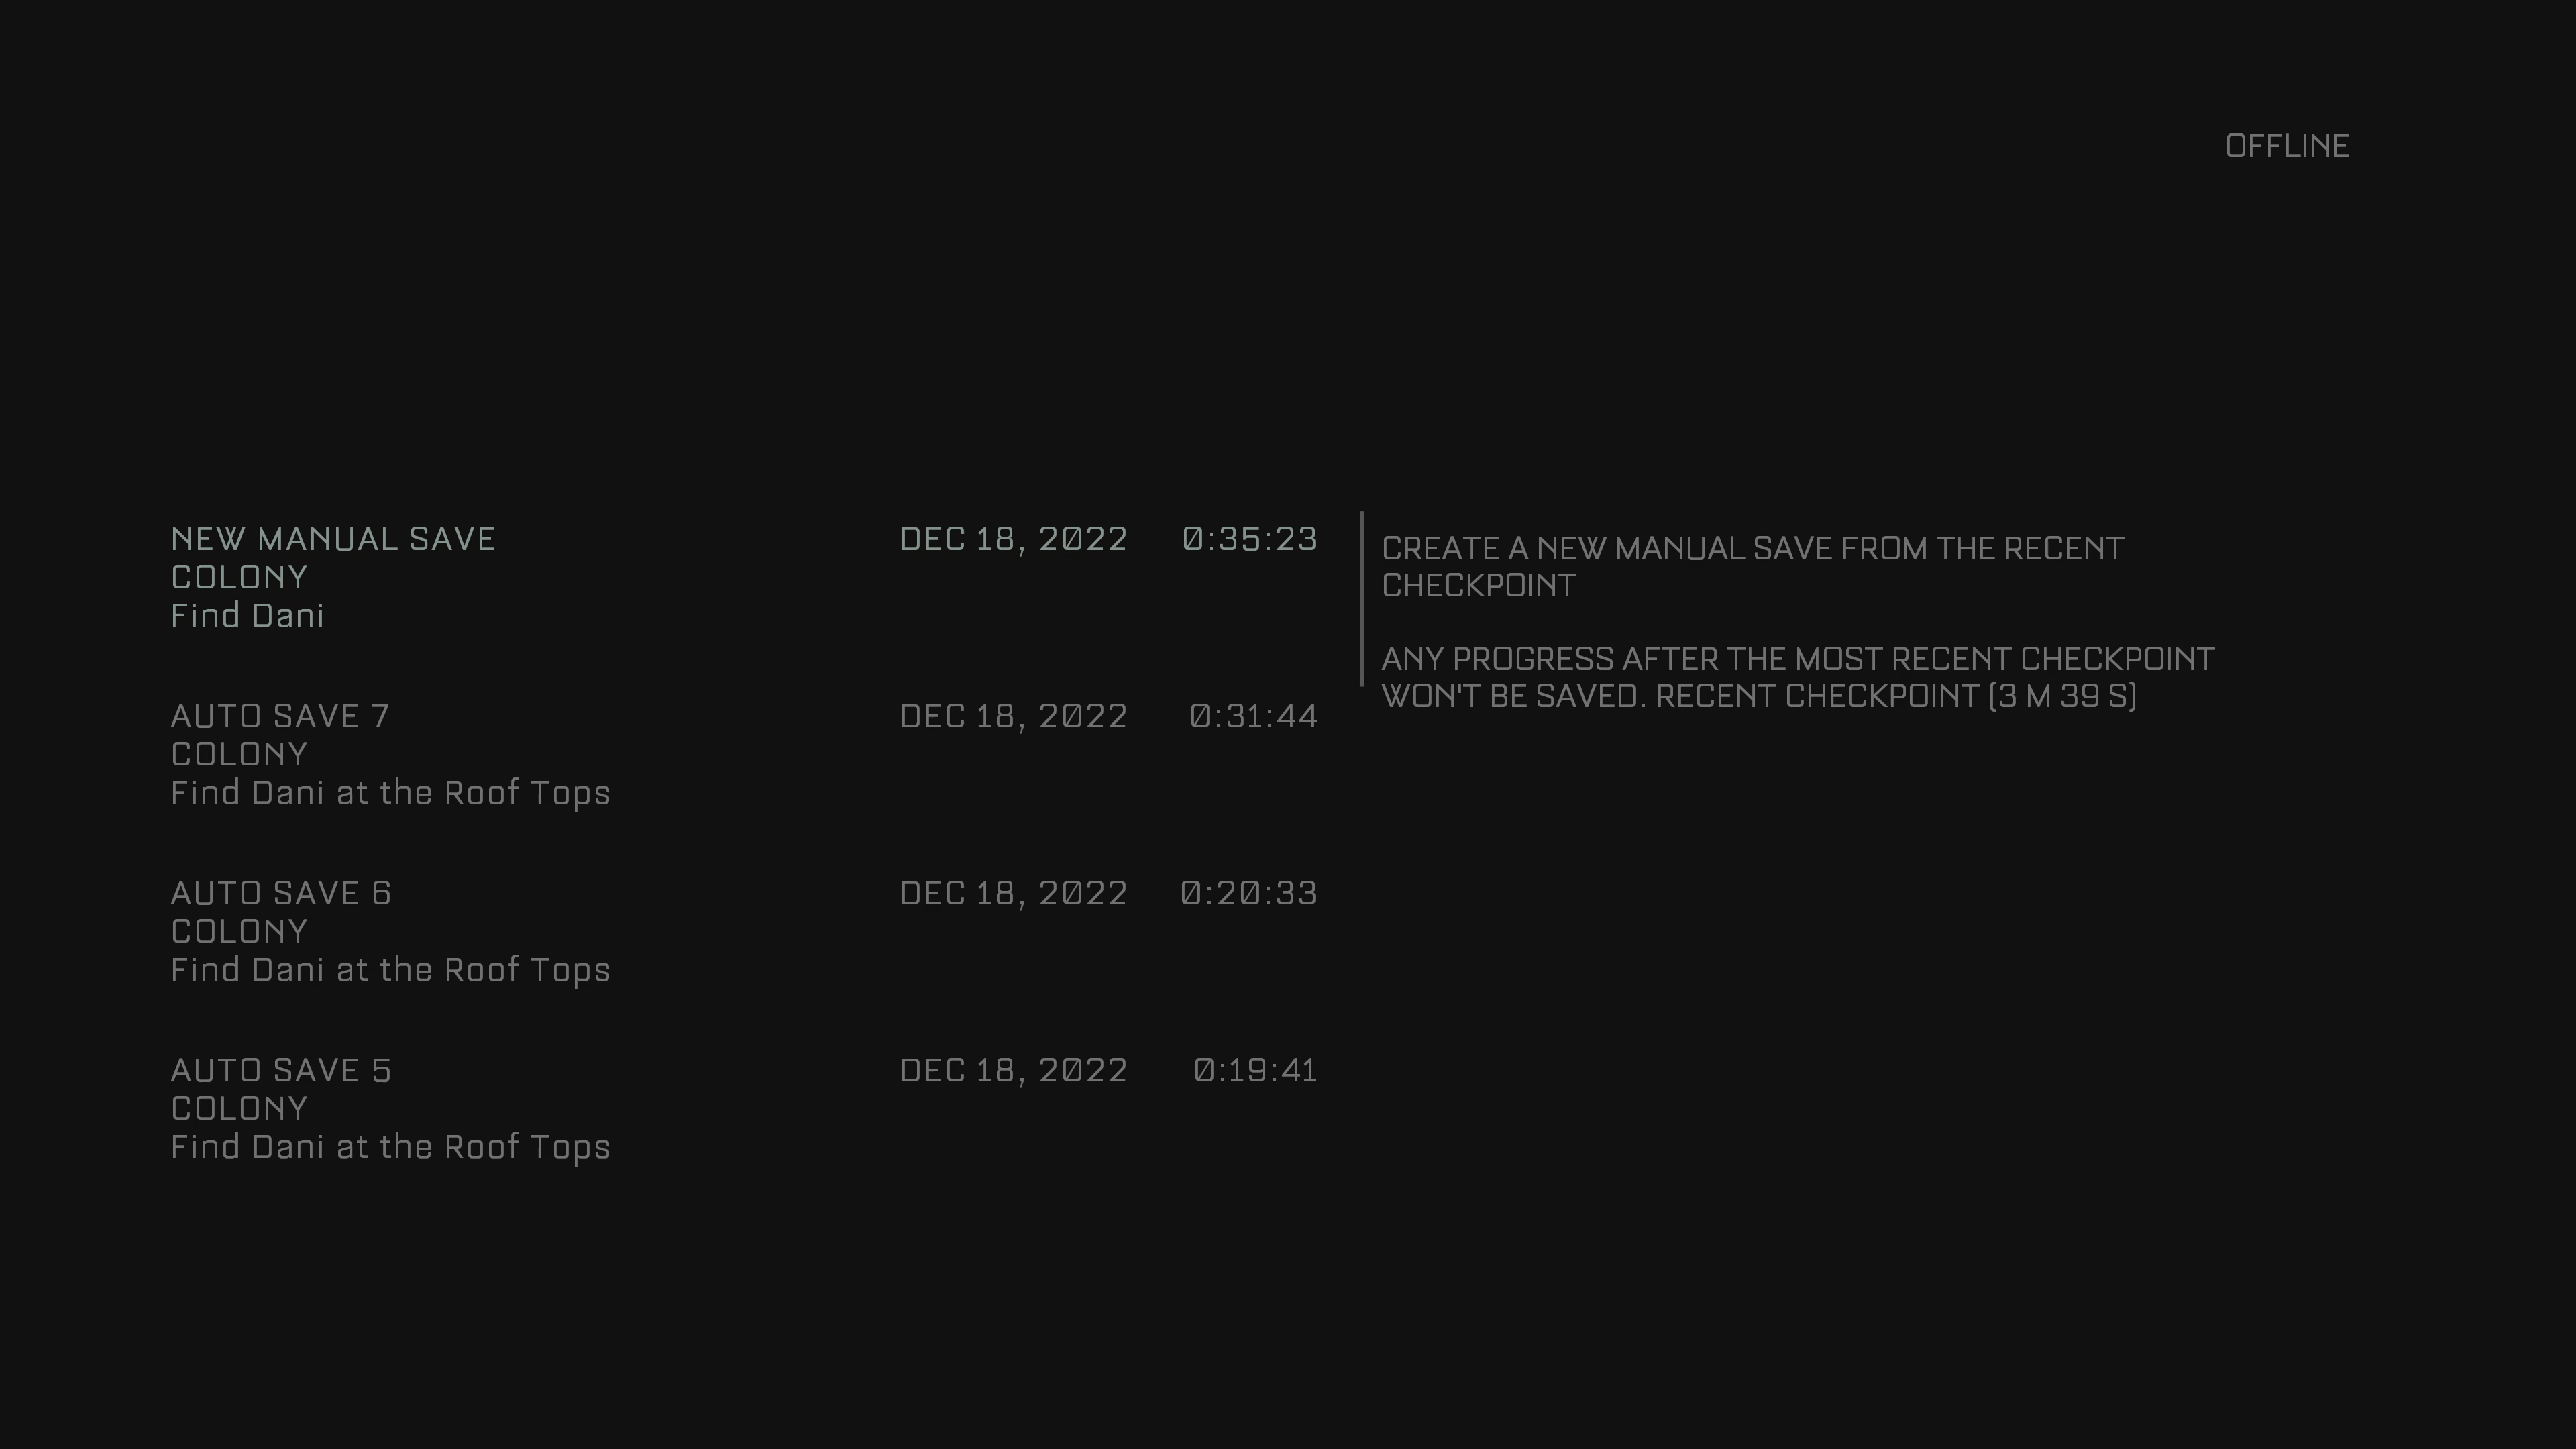 OFFLINE
NEW MANUAL SAVE DEC 18, 2022 0:35:23
COLONY
Find Dani
CREATE A NEW MANUAL SAVE FROM THE RECENT
CHECKPOINT
ANY PROGRESS AFTER THE MOST RECENT CHECKPOINT
WON'T BE SAVED. RECENT CHECKPOINT (3 M 39 S)
AUTO SAVE 7 DEC 18, 2022 0:31:44
COLONY
Find Dani at the Roof Tops
AUTO SAVE 6 DEC 18, 2022 0:20:33
COLONY
Find Dani at the Roof Tops
AUTO SAVE 5 DEC 18, 2022 0:19:41
COLONY
Find Dani at the Roof Tops